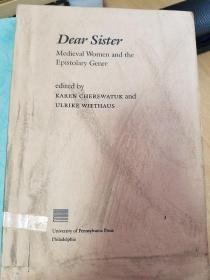 Dear Sister
Medieval Women and the
Epistolary Genre
edited by
KAREN CHEREWATUK and
ULRIKE WIETHAUS
University of Pennsylvania Press
Philadelphia